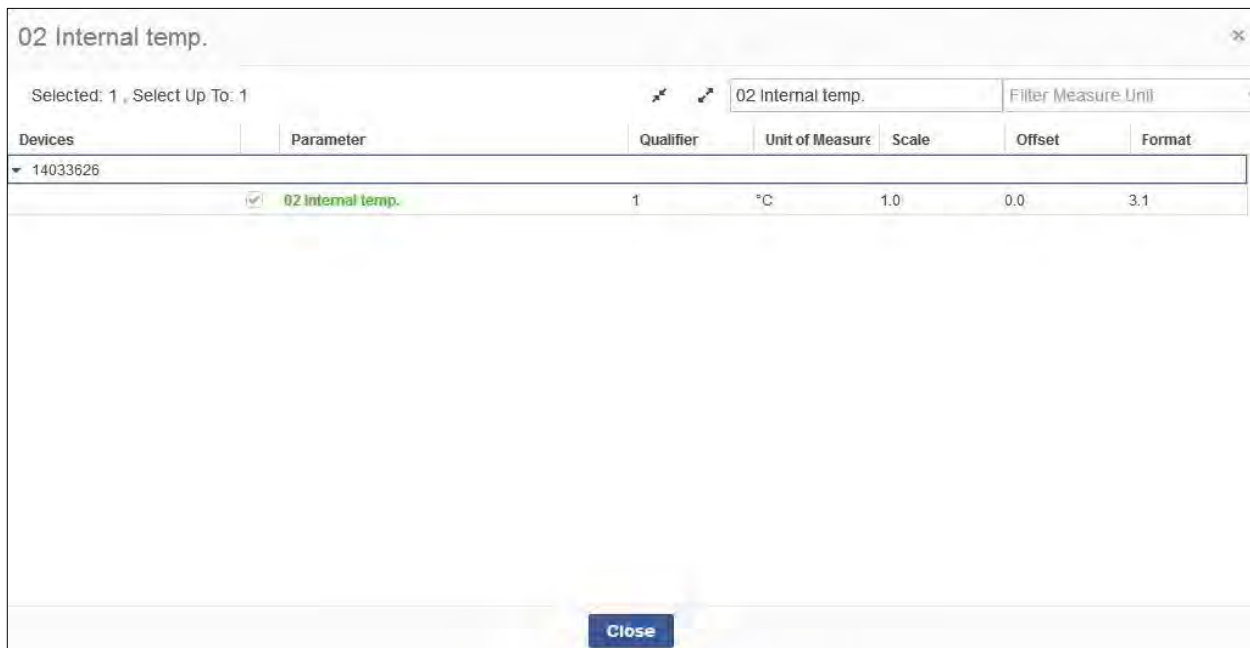 02 Internal temp.
Selected: 1 , Select Up To: 1 02 Internal temp. Filter Measure Unit
Devices Parameter Qualifier Unit of Measure Scale Offset Format
14033626
02 Internal temp. 1 °C 1.0 0.0 3.1
Close